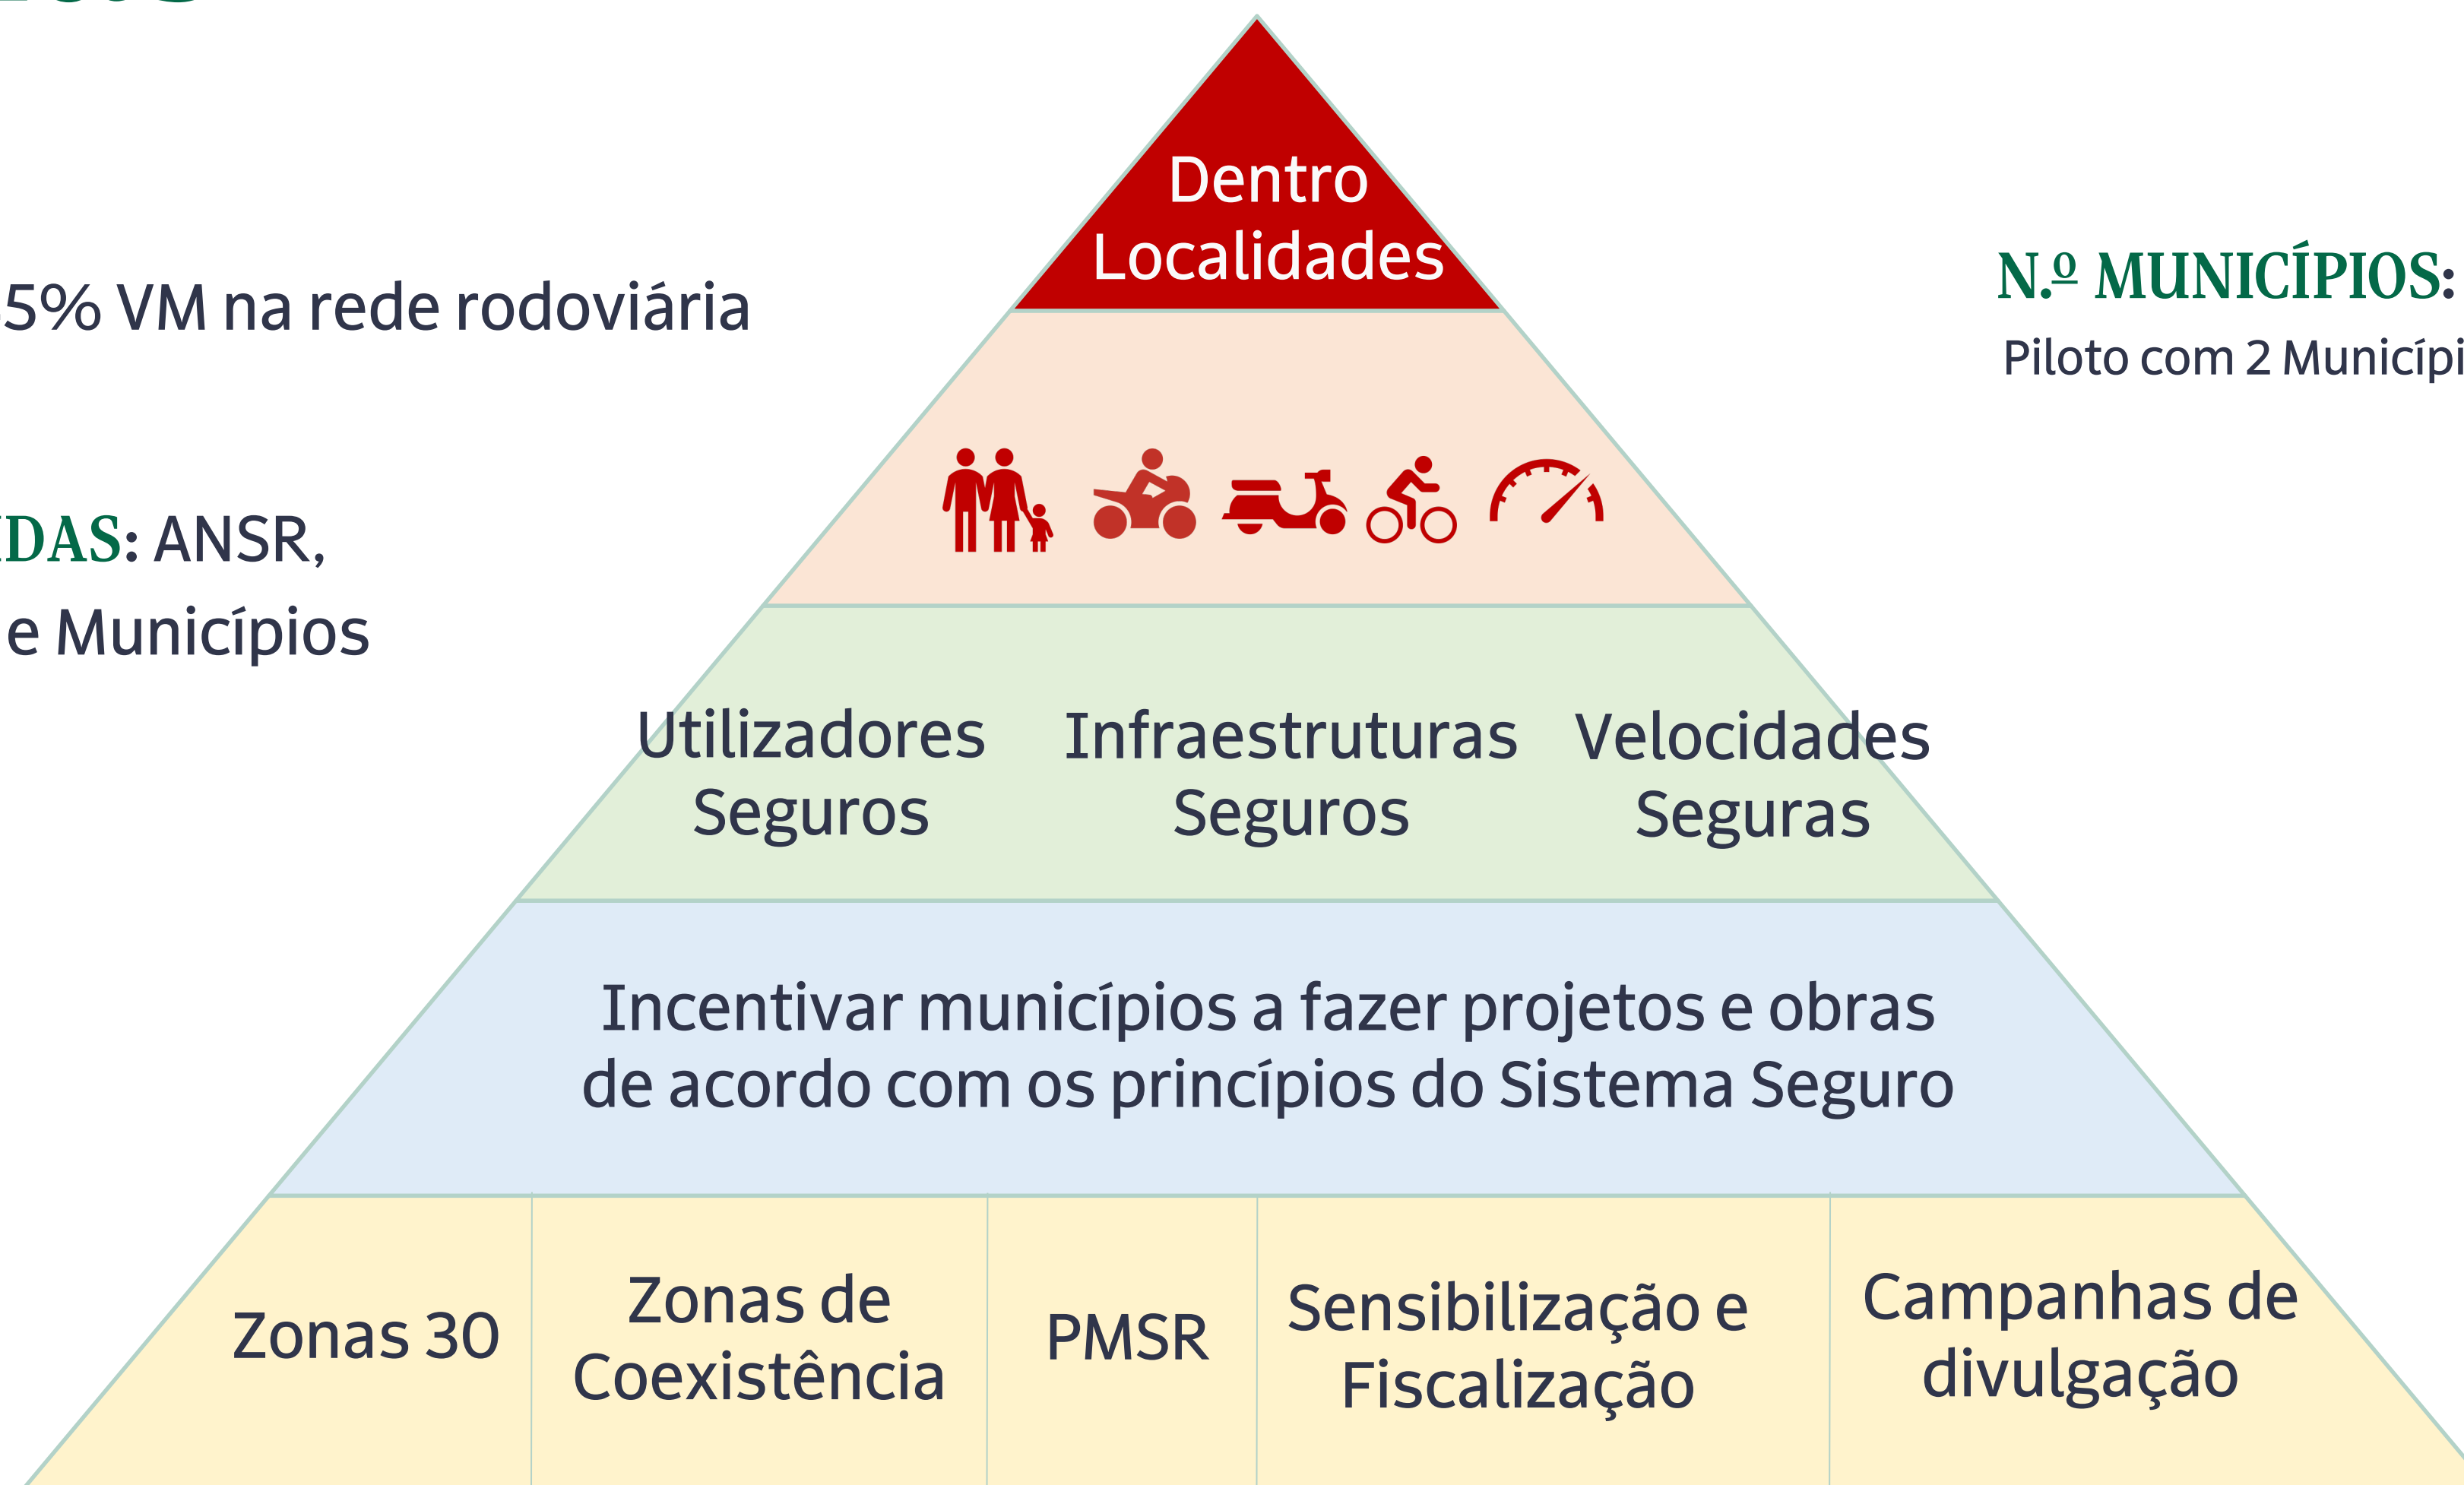 Dentro
Localidades
5% VM na rede rodoviária
N.º MUNICÍPIOS:
Piloto com 2
DAS: ANSR,
e Municípios
Utilizadores
Seguros
Infraestruturas
Seguros
Velocidades
Seguras
Incentivar municípios a fazer projetos e obras
de acordo com os princípios do Sistema Seguro
Zonas 30
Zonas de
Coexistência
PMSR
Sensibilização e
Fiscalização
Campanhas de
divulgação